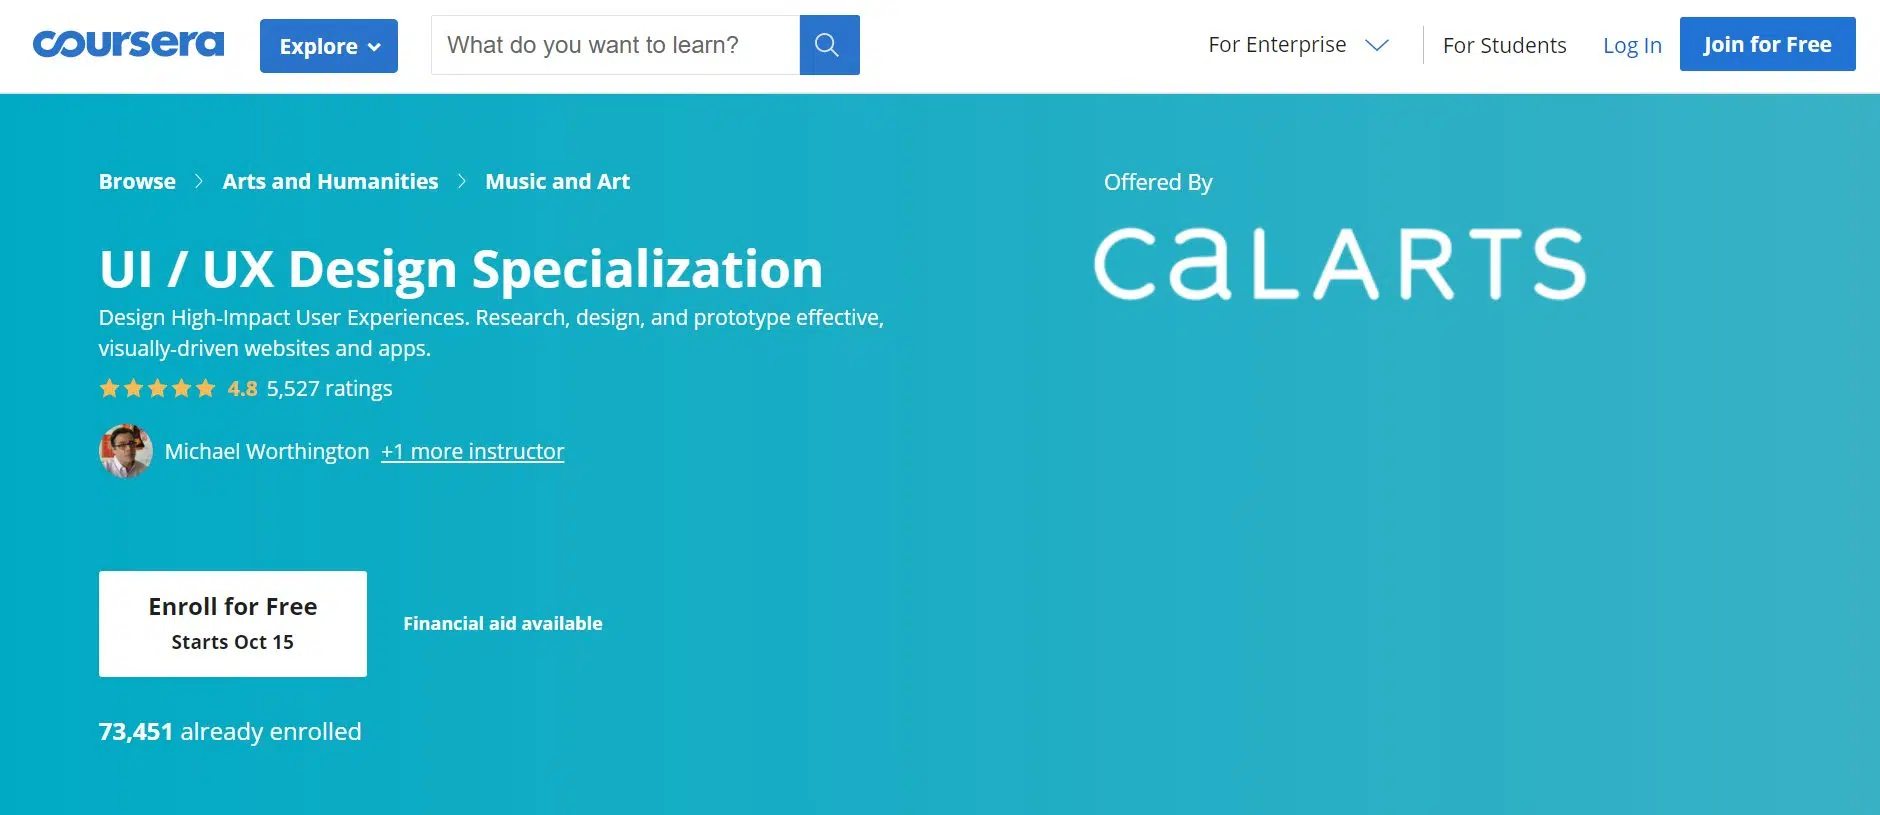 coursera Explore What do you want to learn? For Enterprise For Students Log In Join for Free
Browse Arts and Humanities Music and Art
Offered By
CaLARTS
UI / UX Design Specialization
Design High-Impact User Experiences. Research, design, and prototype effective,
visually-driven websites and apps.
4.8 5,527 ratings
Michael Worthington +1 more instructor
Enroll for Free
Starts Oct 15
Financial aid available
73,451 already enrolled